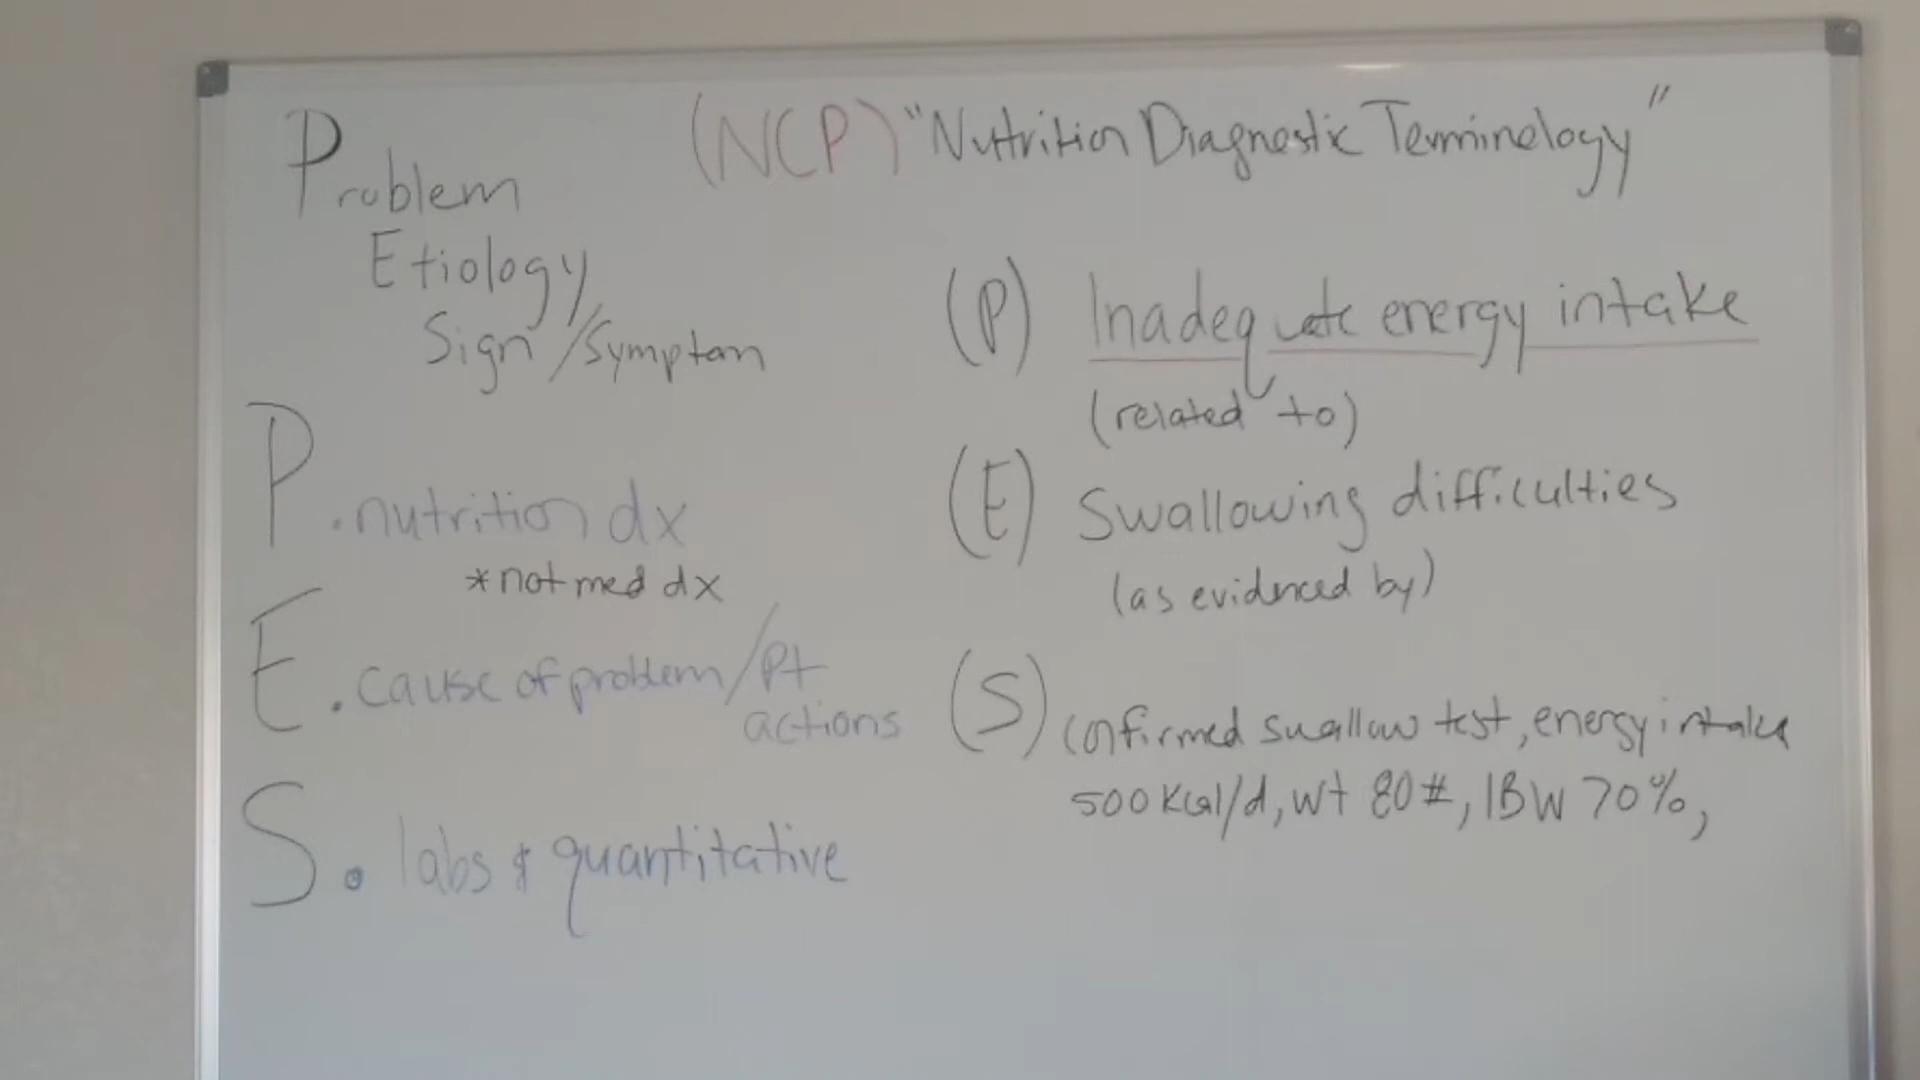 Problem
Etiology
Sign/Symptom
P. nutrition dx
*not med dx
E. cause of problem/pt
actions
S. labs & quantitative
(NCP) "Nutrition Diagnostic Terminology"
(P) Inadequate energy intake
(related to)
(E) Swallowing difficulties
(as evidenced by)
(S) confirmed swallow test, energy intake
500 Kcal/d, wt 80#, IBW 70%,